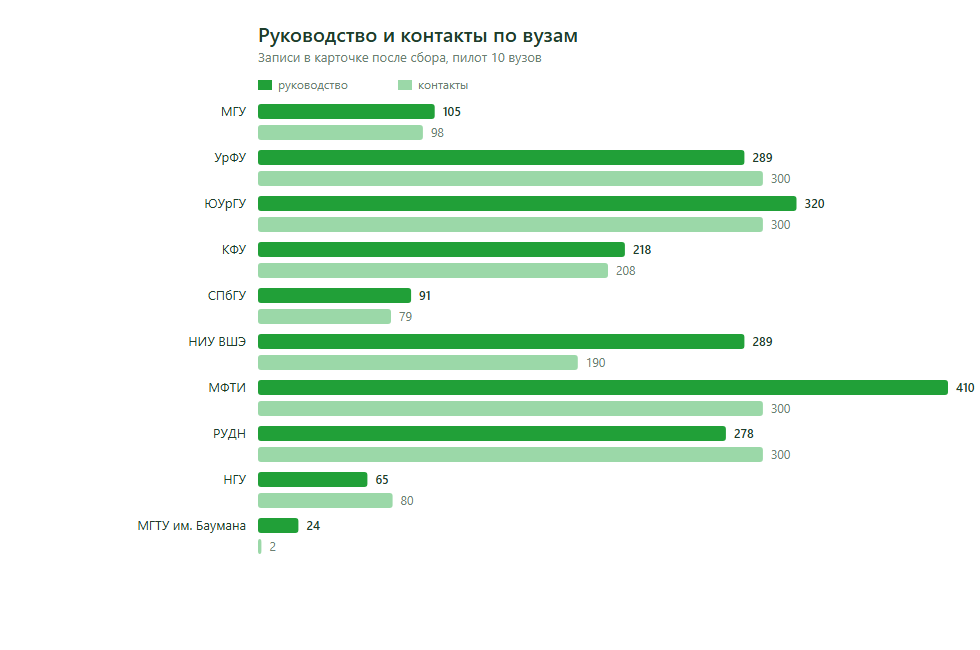 Руководство и контакты по вузам
Записи в карточке после сбора, пилот 10 вузов
руководство контакты
МГУ 105
98
УрФУ 289
300
ЮУрГУ 320
300
КФУ 218
208
СПбГУ 91
79
НИУ ВШЭ 289
190
МФТИ 410
300
РУДН 278
300
НГУ 65
80
МГТУ им. Баумана 24
2